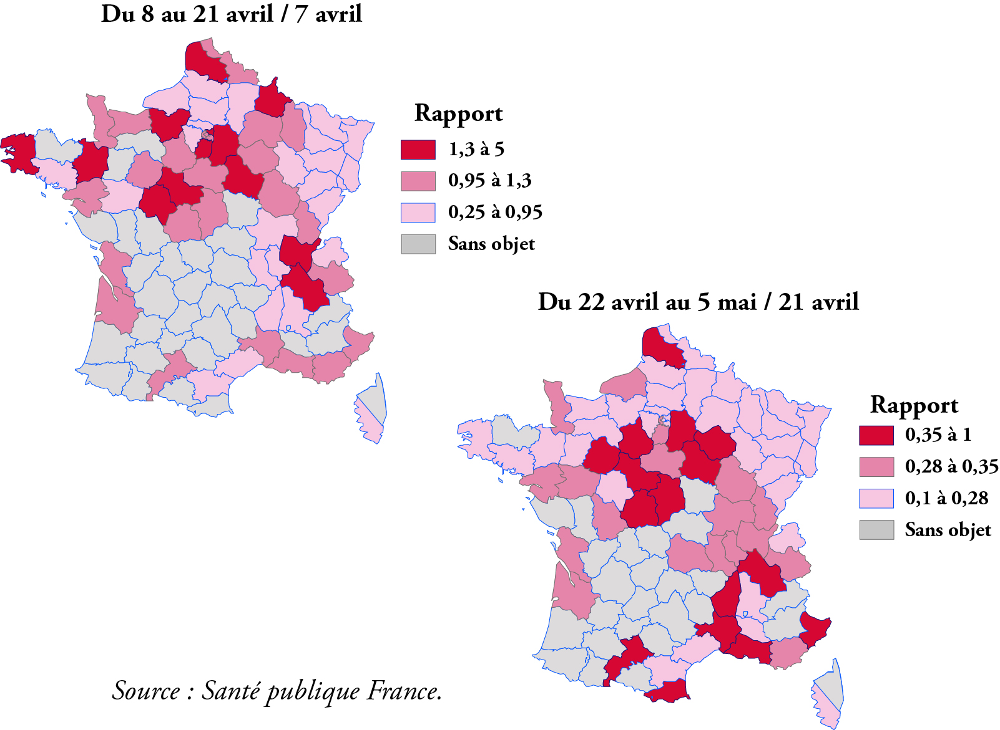 Du 8 au 21 avril / 7 avril
Rapport
1,3 à 5
0,95 à 1,3
0,25 à 0,95
Sans objet
Du 22 avril au 5 mai / 21 avril
Rapport
0,35 à 1
0,28 à 0,35
0,1 à 0,28
Sans objet
Source : Santé publique France.